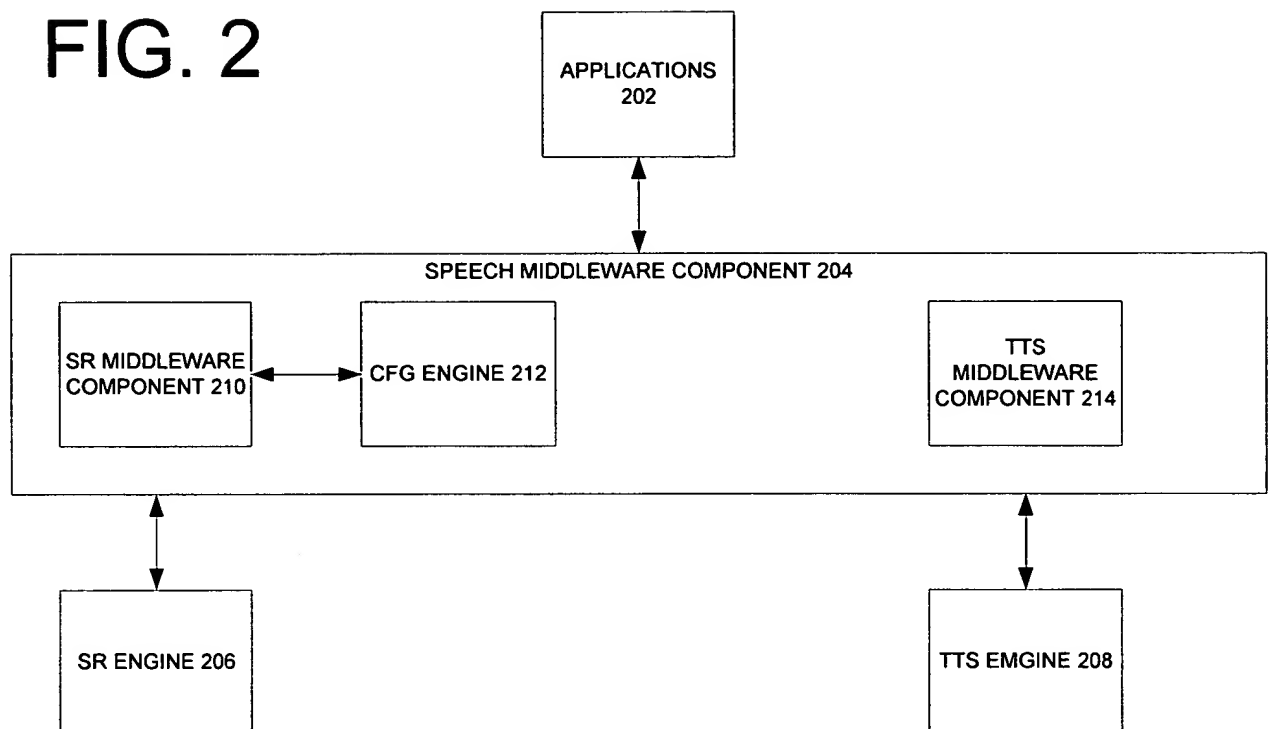 FIG. 2
APPLICATIONS
202
SPEECH MIDDLEWARE COMPONENT 204
SR MIDDLEWARE
COMPONENT 210
CFG ENGINE 212
TTS
MIDDLEWARE
COMPONENT 214
SR ENGINE 206
TTS EMGINE 208